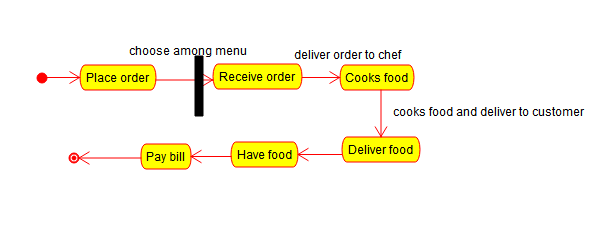 choose among menu
deliver order to chef
Place order
Receive order
Cooks food
cooks food and deliver to customer
Pay bill
Have food
Deliver food